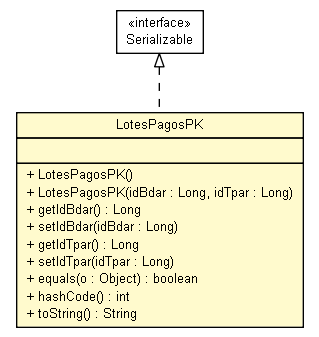 «interface»
Serializable
LotesPagosPK
+ LotesPagosPK()
+ LotesPagosPK(idBdar : Long, idTpar : Long)
+ getIdBdar() : Long
+ setIdBdar(idBdar : Long)
+ getIdTpar() : Long
+ setIdTpar(idTpar : Long)
+ equals(o : Object) : boolean
+ hashCode() : int
+ toString() : String